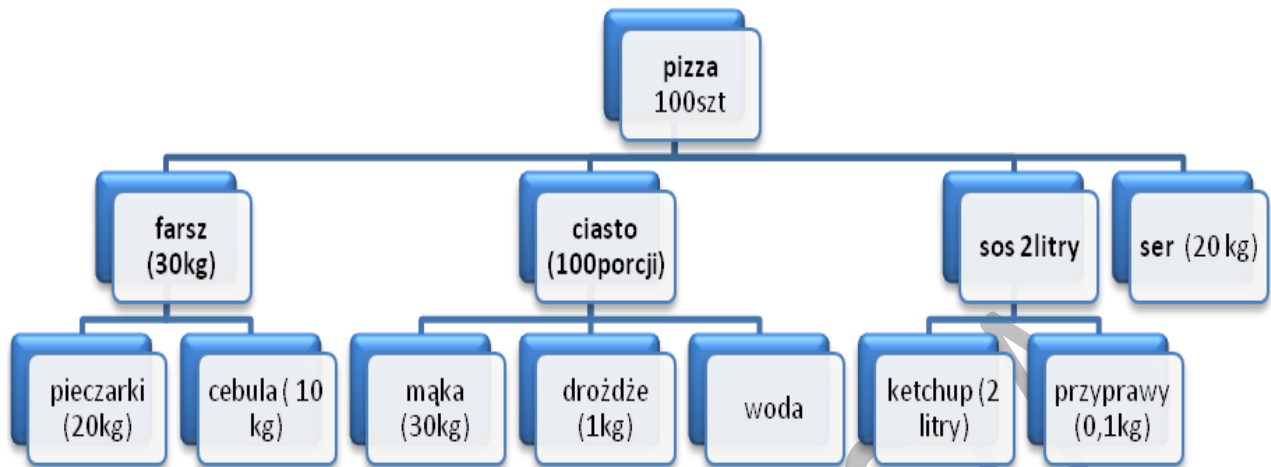 pizza
100szt
farsz
(30kg)
ciasto
(100porcji)
sos 2litry
ser (20 kg)
pieczarki
(20kg)
cebula ( 10
kg)
mąka
(30kg)
drożdże
(1kg)
woda
ketchup (2
litry)
przyprawy
(0,1kg)